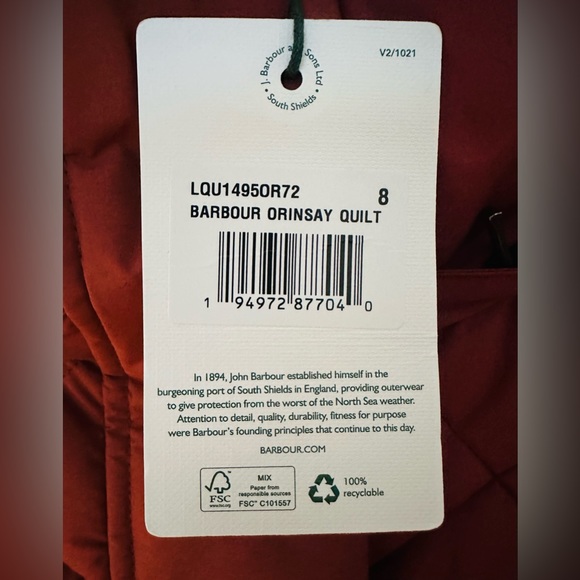 J. Barbour and Sons Ltd
• South Shields •
V2/1021
LQU1495OR72
8
BARBOUR ORINSAY QUILT
1 94972 87704 0
In 1894, John Barbour established himself in the
burgeoning port of South Shields in England, providing outerwear
to give protection from the worst of the North Sea weather.
Attention to detail, quality, durability, fitness for purpose
were Barbour's founding principles that continue to this day.
BARBOUR.COM
FSC
www.fsc.org
MIX
Paper from
responsible sources
FSC™ C101557
100%
recyclable